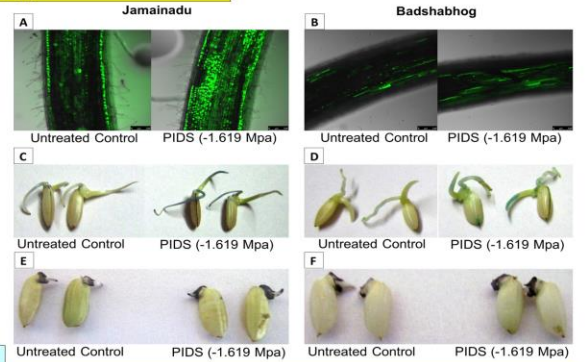 Jamainadu Badshabhog
A B
Untreated Control PIDS (-1.619 Mpa) Untreated Control PIDS (-1.619 Mpa)
C D
Untreated Control PIDS (-1.619 Mpa) Untreated Control PIDS (-1.619 Mpa)
E F
Untreated Control PIDS (-1.619 Mpa) Untreated Control PIDS (-1.619 Mpa)